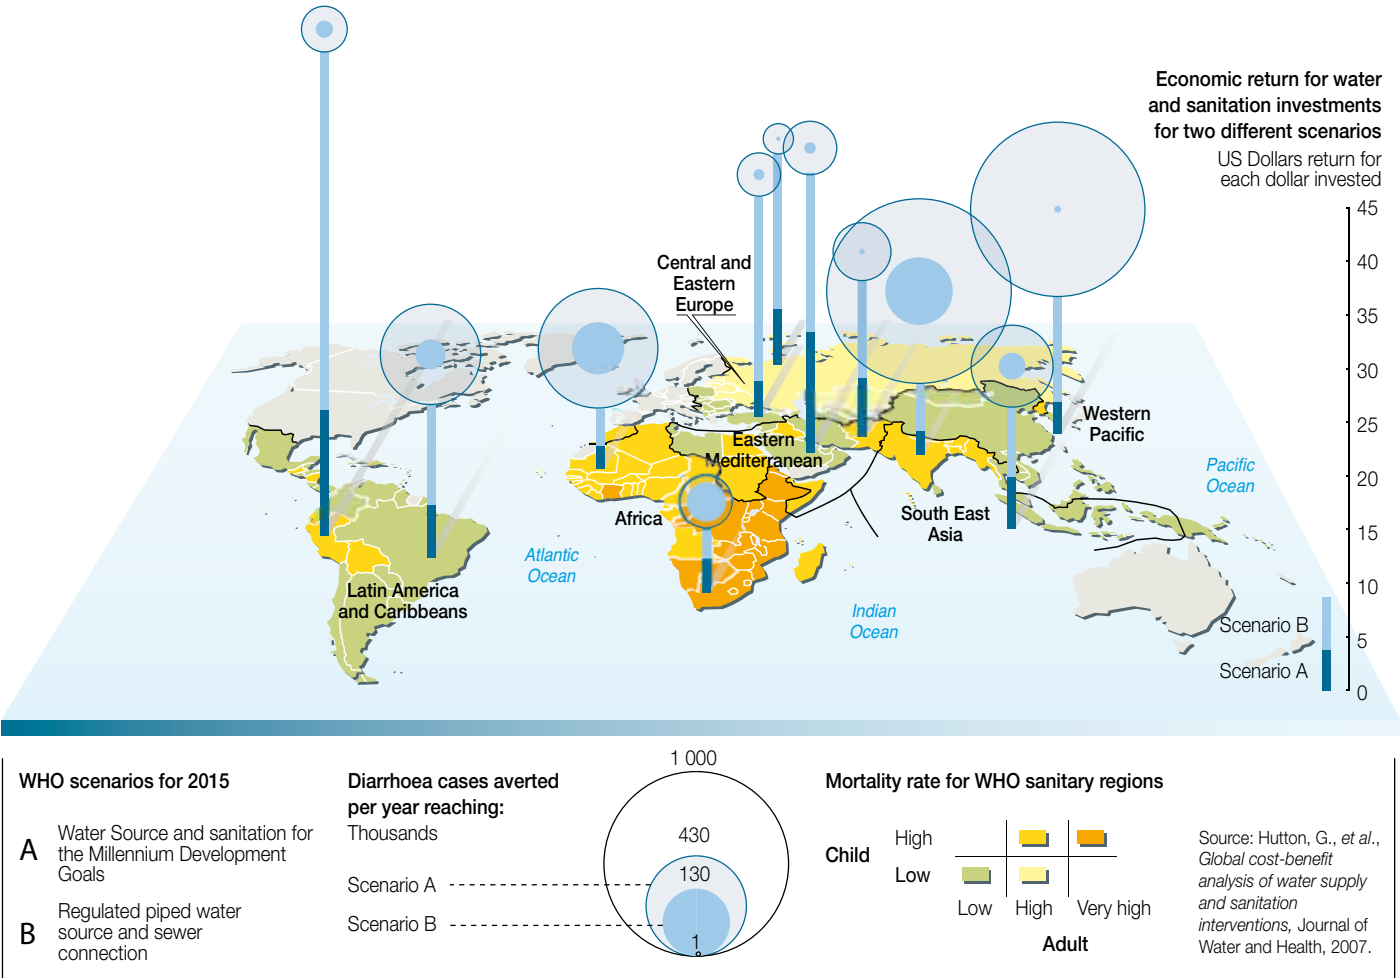 Economic return for water
and sanitation investments
for two different scenarios
US Dollars return for
each dollar invested
45
40
35
30
25
20
15
10
5
0
Scenario B
Scenario A
Central and
Eastern
Europe
Eastern
Mediterranean
Western
Pacific
Pacific
Ocean
South East
Asia
Africa
Atlantic
Ocean
Indian
Ocean
Latin America
and Caribbeans
WHO scenarios for 2015
A
Water Source and sanitation for
the Millennium Development
Goals
B
Regulated piped water
source and sewer
connection
Diarrhoea cases averted
per year reaching:
Thousands
Scenario A
Scenario B
1 000
430
130
1
Mortality rate for WHO sanitary regions
Child
High
Low
Low
High
Very high
Adult
Source: Hutton, G., et al.,
Global cost-benefit
analysis of water supply
and sanitation
interventions, Journal of
Water and Health, 2007.